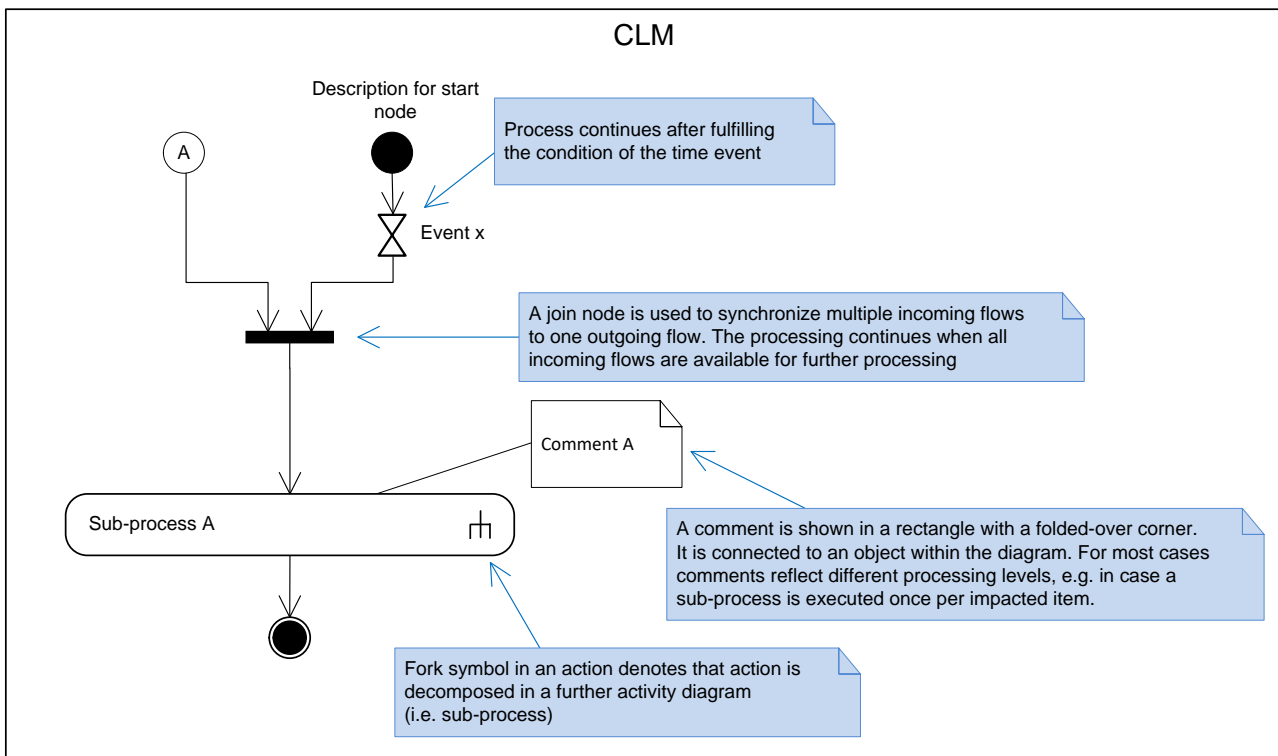 CLM
Description for start
node
Process continues after fulfilling
the condition of the time event
A
Event x
A join node is used to synchronize multiple incoming flows
to one outgoing flow. The processing continues when all
incoming flows are available for further processing
Comment A
Sub-process A
A comment is shown in a rectangle with a folded-over corner.
It is connected to an object within the diagram. For most cases
comments reflect different processing levels, e.g. in case a
sub-process is executed once per impacted item.
Fork symbol in an action denotes that action is
decomposed in a further activity diagram
(i.e. sub-process)